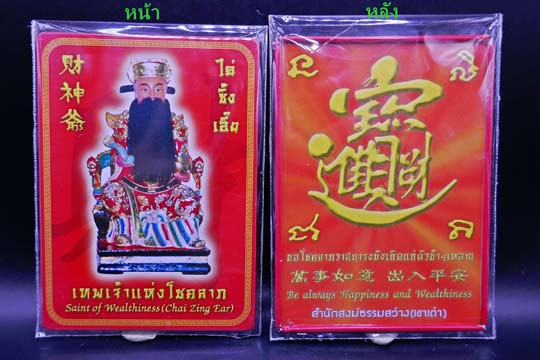 หน้า
หลัง
財神爺
ไฉ่
ซิ้ง
เอี๊ย
เทพเจ้าแห่งโชคลาภ
Saint of Wealthiness (Chai Zing Ear)
萬事如意 出入平安
Be always Happiness and Wealthiness
สำนักสงฆ์ธรรมสว่าง(เขาเต่า)